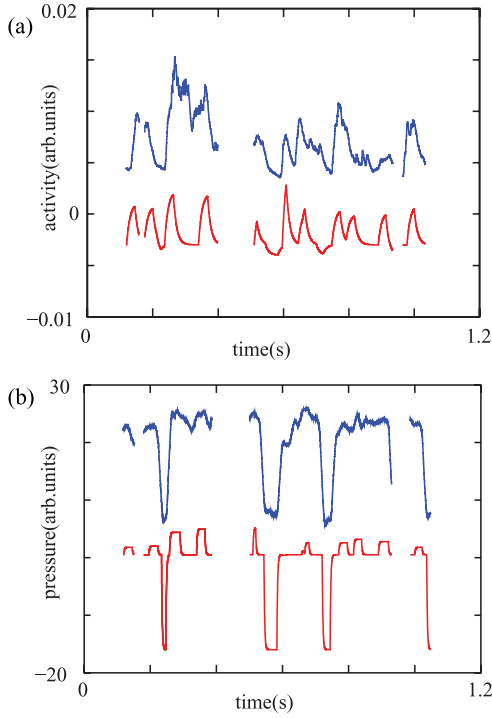 (a)
0.02
activity(arb.units)
0
−0.01
0
1.2
time(s)
(b)
30
pressure(arb.units)
−20
0
1.2
time(s)